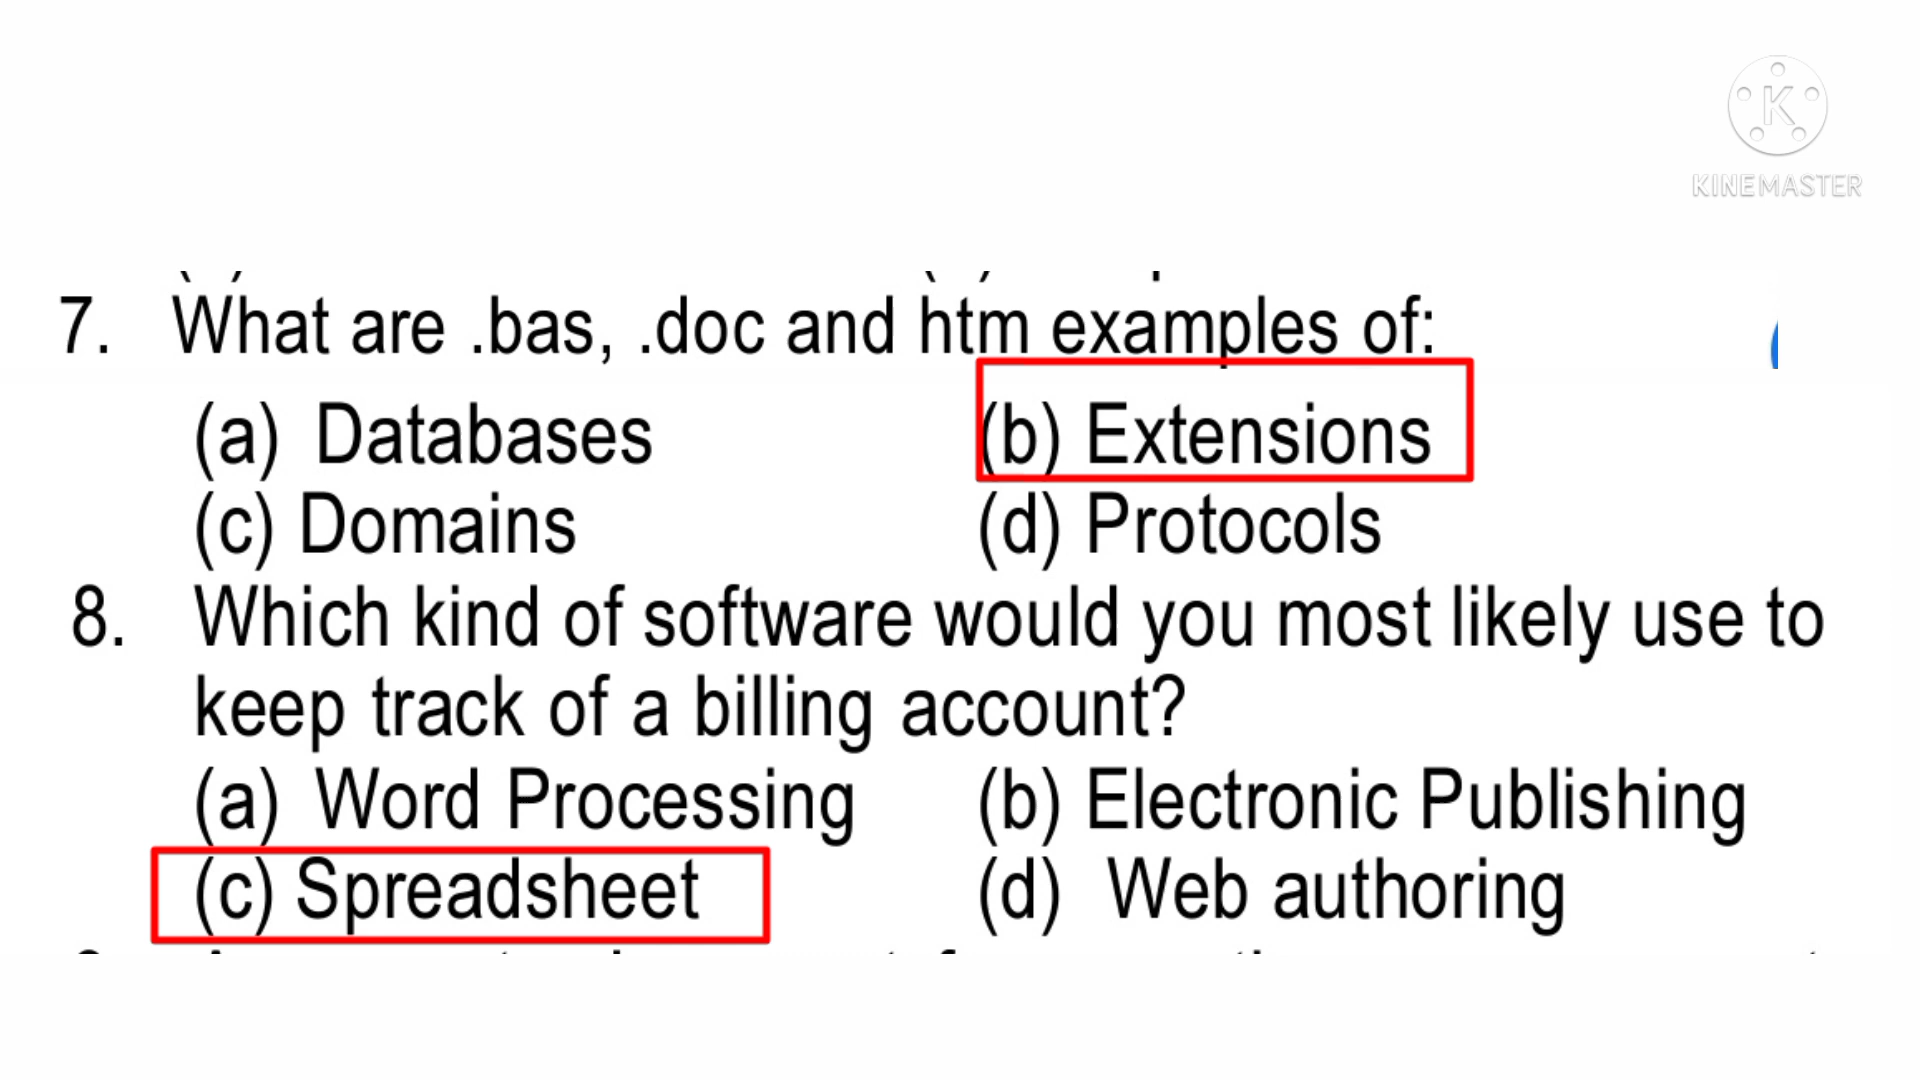 K
KINEMASTER
7. What are .bas, .doc and htm examples of:
(a) Databases (b) Extensions
(c) Domains (d) Protocols
8. Which kind of software would you most likely use to
keep track of a billing account?
(a) Word Processing (b) Electronic Publishing
(c) Spreadsheet (d) Web authoring